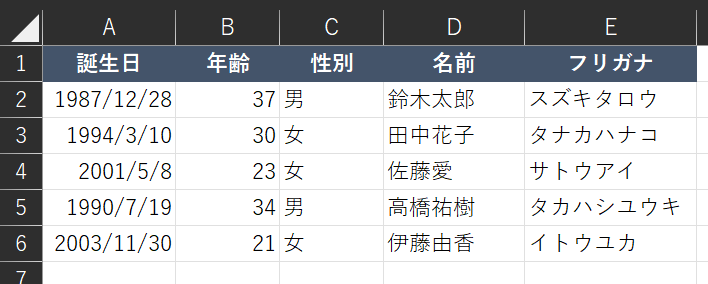 A B C D E
1 誕生日 年齢 性別 名前 フリガナ
2 1987/12/28 37 男 鈴木太郎 スズキタロウ
3 1994/3/10 30 女 田中花子 タナカハナコ
4 2001/5/8 23 女 佐藤愛 サトウアイ
5 1990/7/19 34 男 高橋祐樹 タカハシユウキ
6 2003/11/30 21 女 伊藤由香 イトウユカ
7